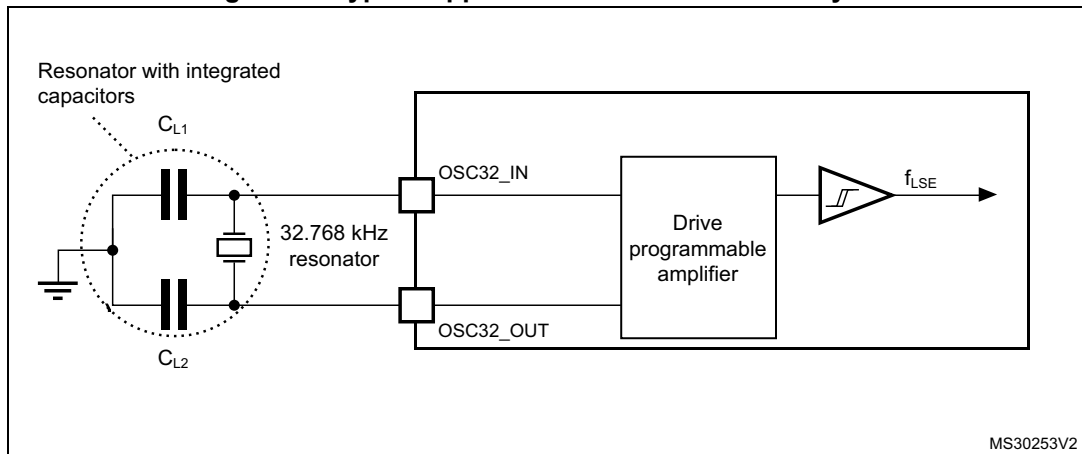 Resonator with integrated
capacitors
CL1
OSC32_IN
fLSE
Drive
programmable
amplifier
32.768 kHz
resonator
OSC32_OUT
CL2
MS30253V2